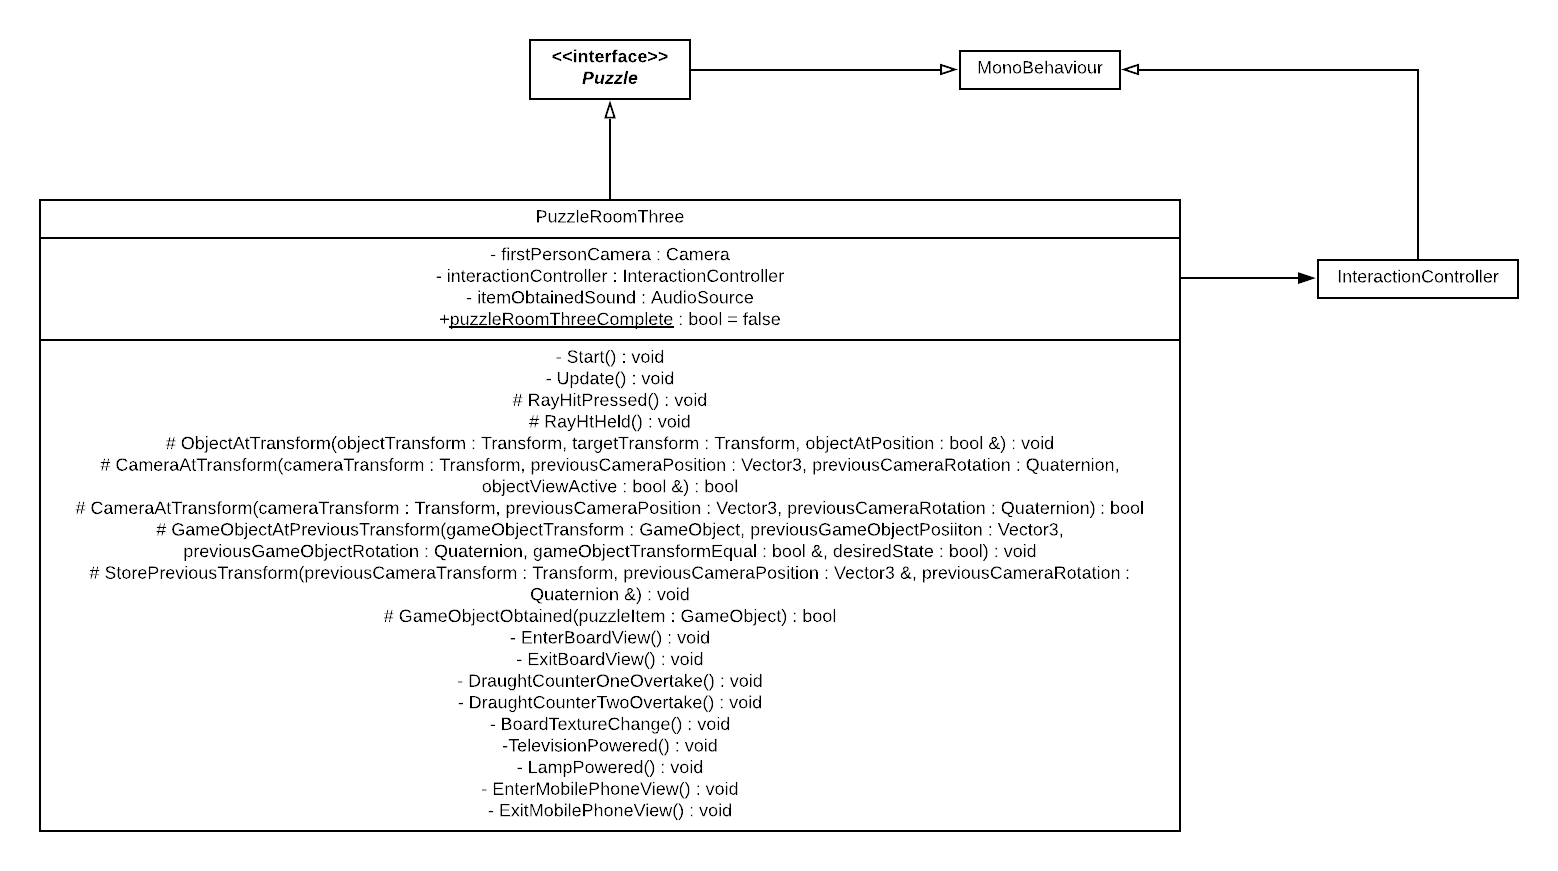 <<interface>>
Puzzle
MonoBehaviour
PuzzleRoomThree
- firstPersonCamera : Camera
- interactionController : InteractionController
- itemObtainedSound : AudioSource
+puzzleRoomThreeComplete : bool = false
InteractionController
- Start() : void
- Update() : void
# RayHitPressed() : void
# RayHtHeld() : void
# ObjectAtTransform(objectTransform : Transform, targetTransform : Transform, objectAtPosition : bool &) : void
# CameraAtTransform(cameraTransform : Transform, previousCameraPosition : Vector3, previousCameraRotation : Quaternion,
objectViewActive : bool &) : bool
# CameraAtTransform(cameraTransform : Transform, previousCameraPosition : Vector3, previousCameraRotation : Quaternion) : bool
# GameObjectAtPreviousTransform(gameObjectTransform : GameObject, previousGameObjectPosiiton : Vector3,
previousGameObjectRotation : Quaternion, gameObjectTransformEqual : bool &, desiredState : bool) : void
# StorePreviousTransform(previousCameraTransform : Transform, previousCameraPosition : Vector3 &, previousCameraRotation :
Quaternion &) : void
# GameObjectObtained(puzzleItem : GameObject) : bool
- EnterBoardView() : void
- ExitBoardView() : void
- DraughtCounterOneOvertake() : void
- DraughtCounterTwoOvertake() : void
- BoardTextureChange() : void
-TelevisionPowered() : void
- LampPowered() : void
- EnterMobilePhoneView() : void
- ExitMobilePhoneView() : void